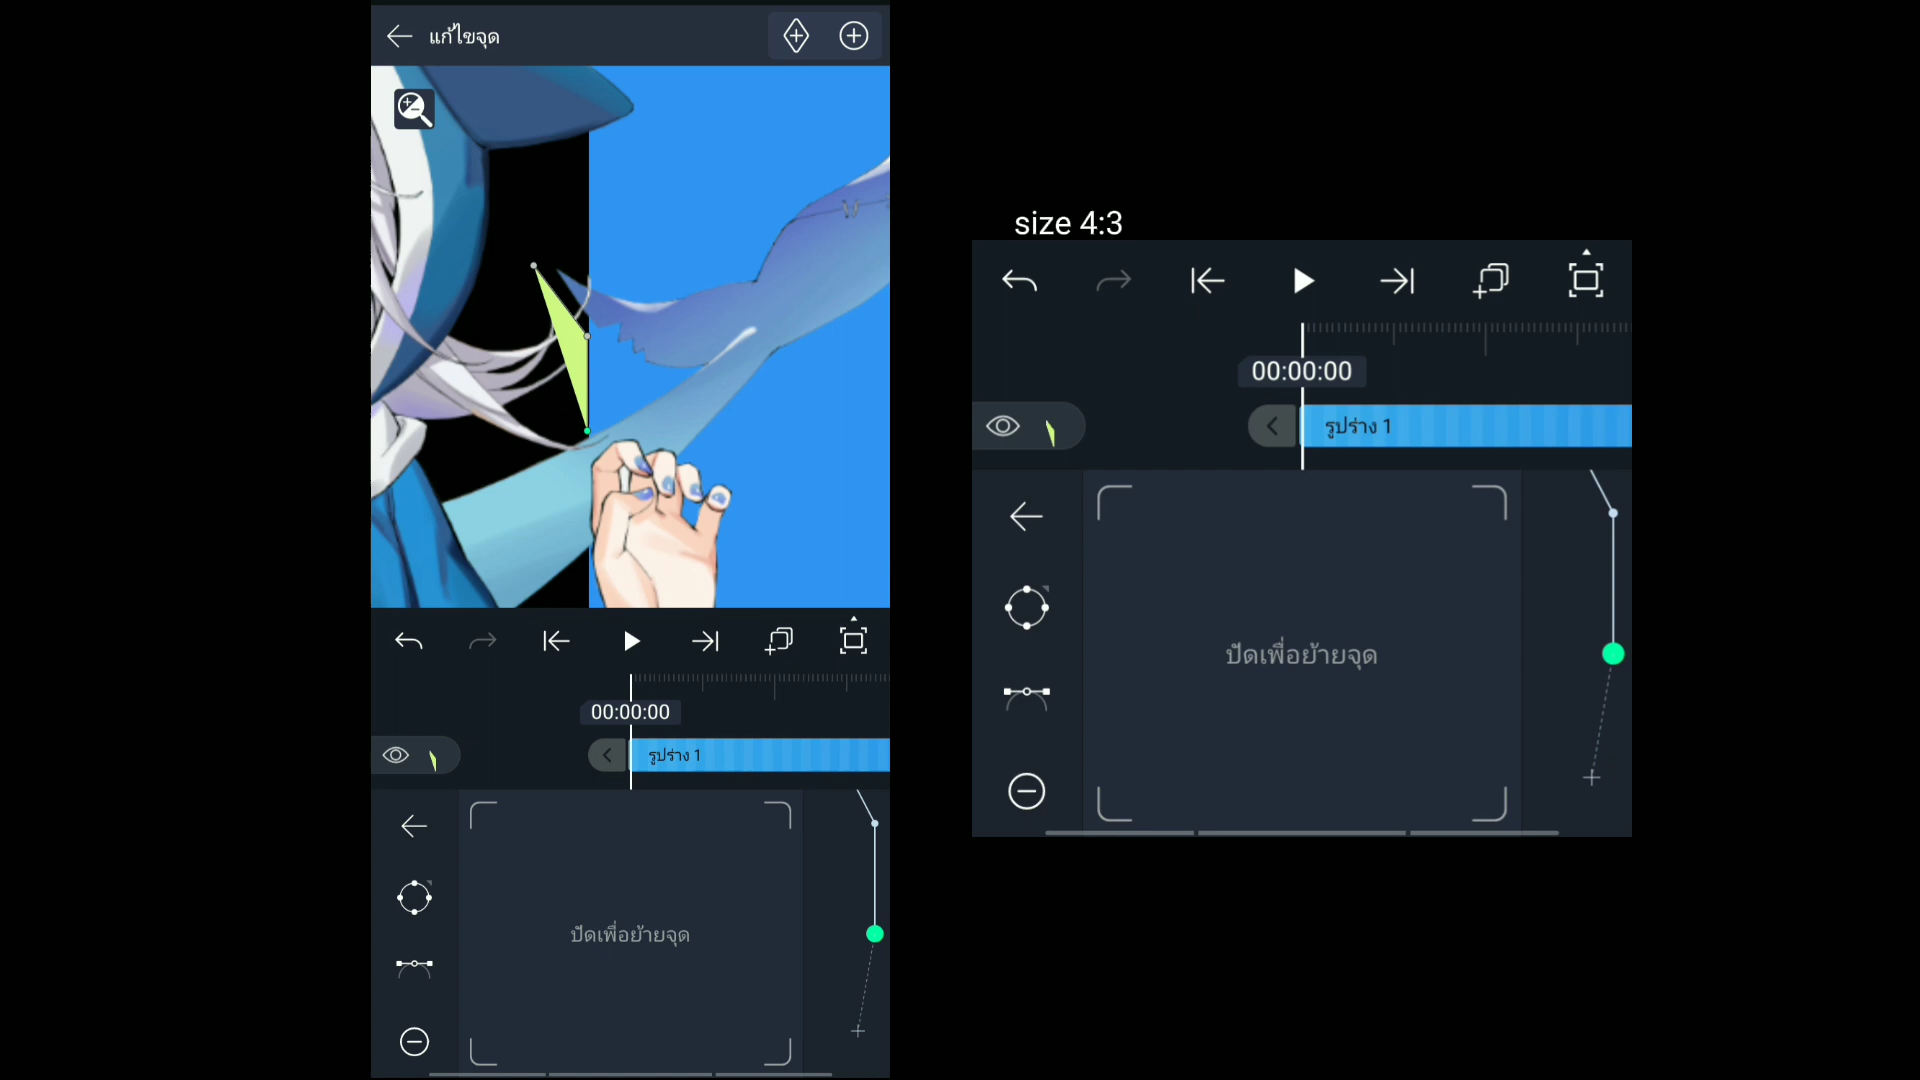 แก้ไขจุด
00:00:00
รูปร่าง 1
ปัดเพื่อย้ายจุด
size 4:3
00:00:00
รูปร่าง 1
ปัดเพื่อย้ายจุด